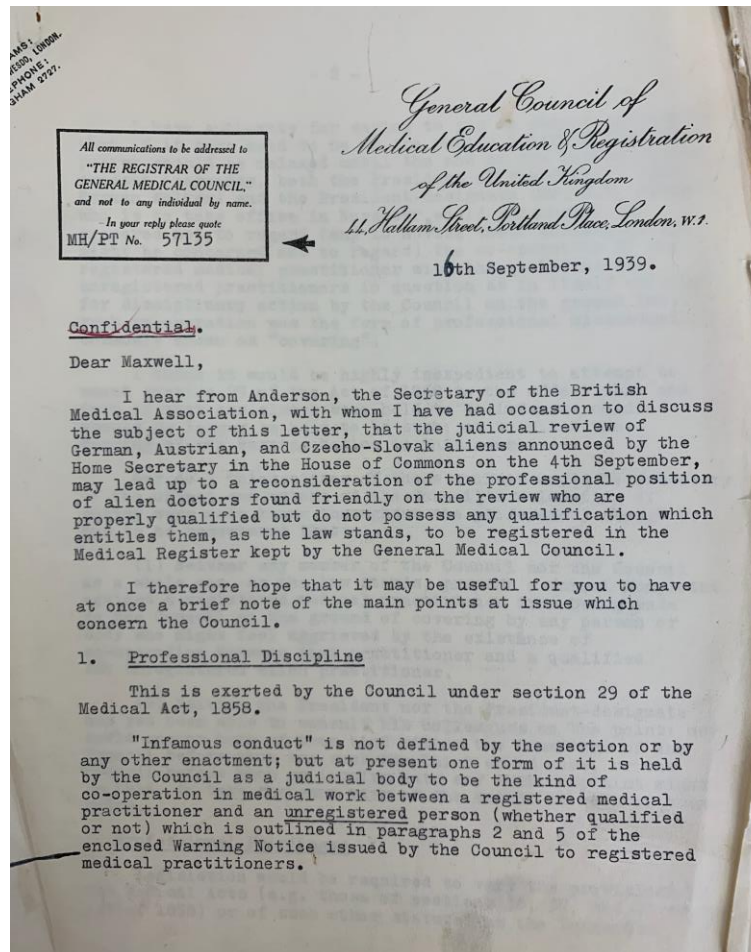 AMS:
LONDON.
PHONE:
GHAM 2727.
All communications to be addressed to
"THE REGISTRAR OF THE
GENERAL MEDICAL COUNCIL,"
and not to any individual by name.
In your reply please quote
MH/PT No. 57135
General Council of
Medical Education & Registration
of the United Kingdom
44, Hallam Street, Portland Place, London, W.1.
16th September, 1939.
Confidential.
Dear Maxwell,
I hear from Anderson, the Secretary of the British
Medical Association, with whom I have had occasion to discuss
the subject of this letter, that the judicial review of
German, Austrian, and Czecho-Slovak aliens announced by the
Home Secretary in the House of Commons on the 4th September,
may lead up to a reconsideration of the professional position
of alien doctors found friendly on the review who are
properly qualified but do not possess any qualification which
entitles them, as the law stands, to be registered in the
Medical Register kept by the General Medical Council.
I therefore hope that it may be useful for you to have
at once a brief note of the main points at issue which
concern the Council.
1. Professional Discipline
This is exerted by the Council under section 29 of the
Medical Act, 1858.
"Infamous conduct" is not defined by the section or by
any other enactment; but at present one form of it is held
by the Council as a judicial body to be the kind of
co-operation in medical work between a registered medical
practitioner and an unregistered person (whether qualified
or not) which is outlined in paragraphs 2 and 5 of the
enclosed Warning Notice issued by the Council to registered
medical practitioners.